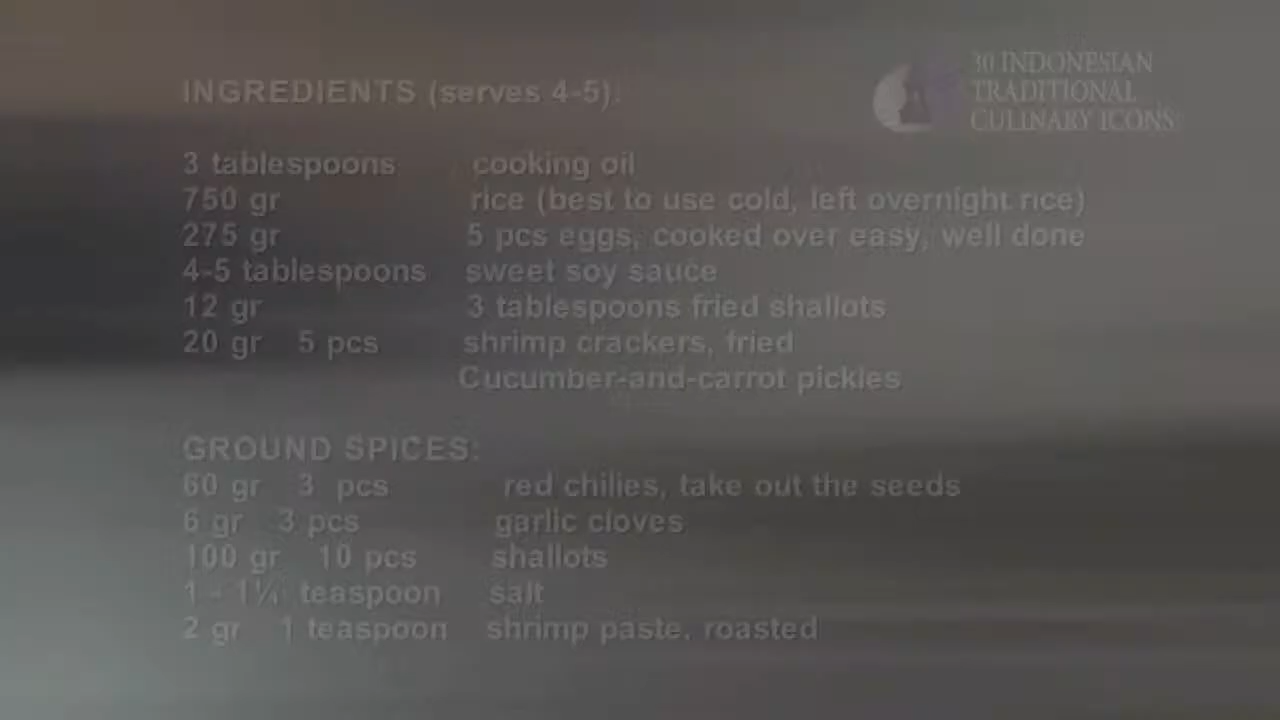 30 INDONESIAN
TRADITIONAL
CULINARY ICONS
INGREDIENTS (serves 4-5):
3 tablespoons cooking oil
750 gr rice (best to use cold, left overnight rice)
275 gr 5 pcs eggs, cooked over easy, well done
4-5 tablespoons sweet soy sauce
12 gr 3 tablespoons fried shallots
20 gr 5 pcs shrimp crackers, fried
Cucumber-and-carrot pickles
GROUND SPICES:
60 gr 3 pcs red chilies, take out the seeds
6 gr 3 pcs garlic cloves
100 gr 10 pcs shallots
1 - 1¼ teaspoon salt
2 gr 1 teaspoon shrimp paste, roasted